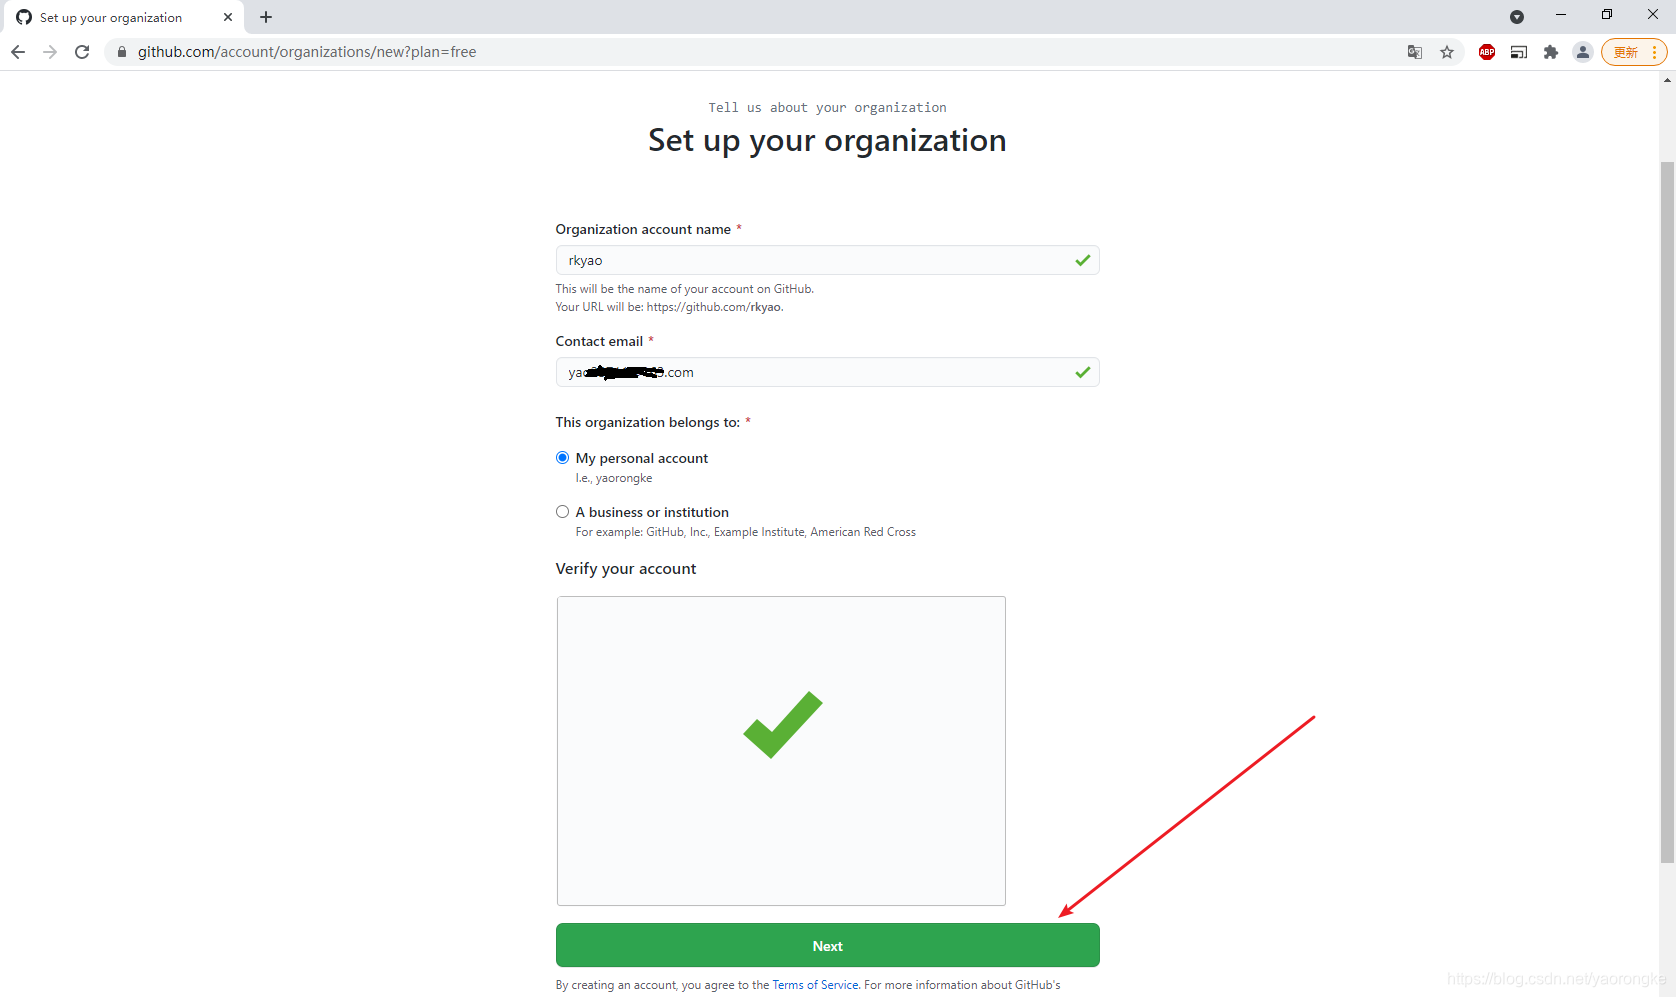 Set up your organization
github.com/account/organizations/new?plan=free
ABP
更新
Tell us about your organization
Set up your organization
Organization account name *
rkyao
This will be the name of your account on GitHub.
Your URL will be: https://github.com/rkyao.
Contact email *
.com
This organization belongs to: *
My personal account
I.e., yaorongke
A business or institution
For example: GitHub, Inc., Example Institute, American Red Cross
Verify your account
Next
By creating an account, you agree to the Terms of Service. For more information about GitHub's
https://blog.csdn.net/yaorongke